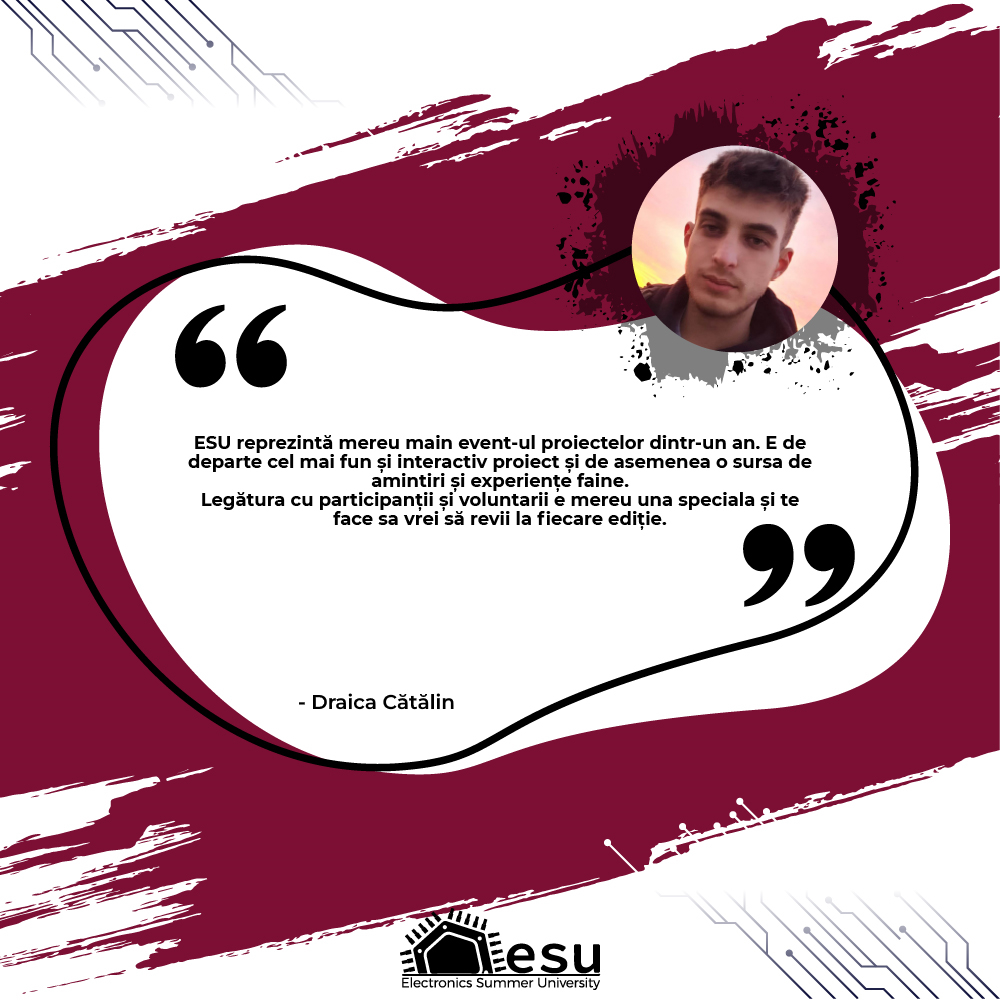 ESU reprezintă mereu main event-ul proiectelor dintr-un an. E de
departe cel mai fun și interactiv proiect și de asemenea o sursa de
amintiri și experiențe faine.
Legătura cu participanții și voluntarii e mereu una speciala și te
face sa vrei să revii la fiecare ediție.
- Draica Cătălin
esu
Electronics Summer University